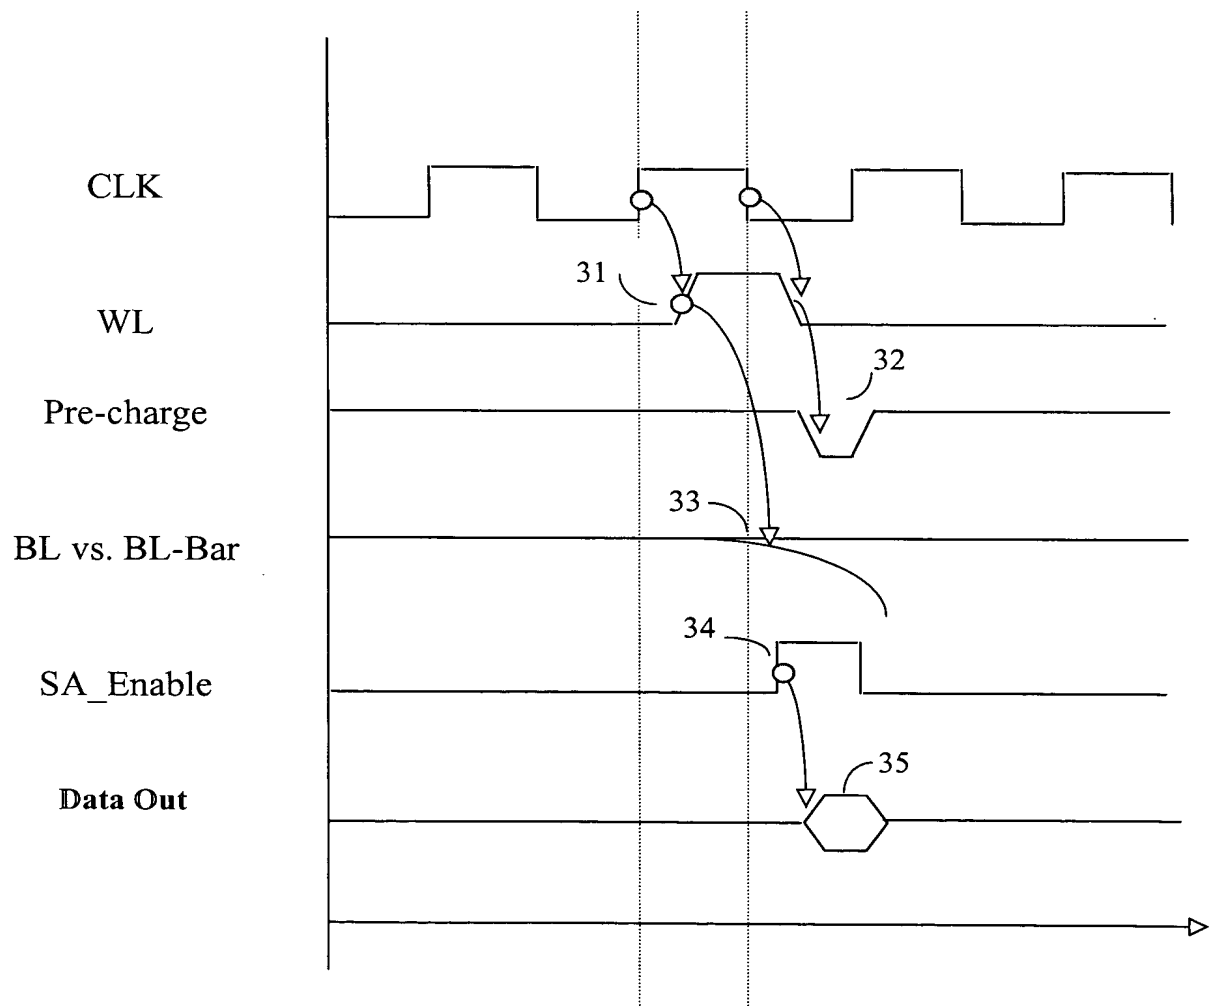 CLK
31
WL
32
Pre-charge
33
BL vs. BL-Bar
34
SA_Enable
35
Data Out